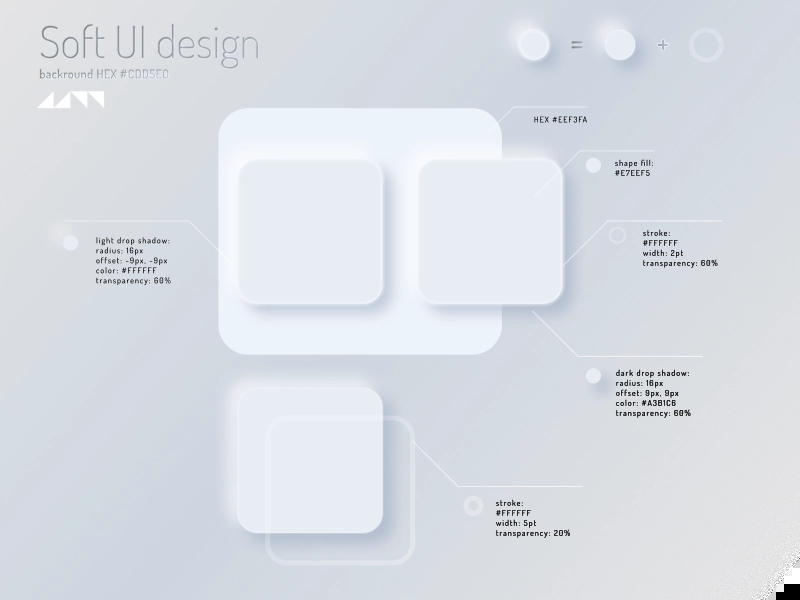 Soft UI design
backround HEX #CDD5E0
= +
HEX #EEF3FA
shape fill:
#E7EEF5
light drop shadow:
radius: 16px
offset: -9px, -9px
color: #FFFFFF
transparency: 60%
stroke:
#FFFFFF
width: 2pt
transparency: 60%
dark drop shadow:
radius: 16px
offset: 9px, 9px
color: #A3B1C6
transparency: 60%
stroke:
#FFFFFF
width: 5pt
transparency: 20%